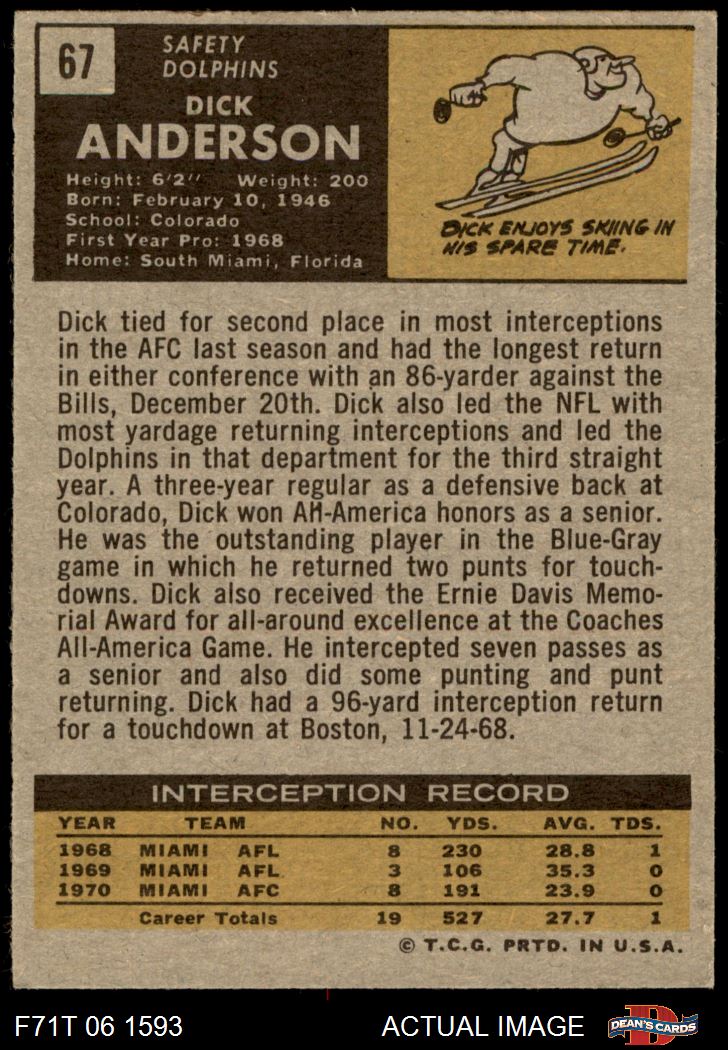 67
SAFETY
DOLPHINS
DICK
ANDERSON
Height: 6'2" Weight: 200
Born: February 10, 1946
School: Colorado
First Year Pro: 1968
Home: South Miami, Florida
DICK ENJOYS SKIING IN
HIS SPARE TIME.
Dick tied for second place in most interceptions
in the AFC last season and had the longest return
in either conference with an 86-yarder against the
Bills, December 20th. Dick also led the NFL with
most yardage returning interceptions and led the
Dolphins in that department for the third straight
year. A three-year regular as a defensive back at
Colorado, Dick won All-America honors as a senior.
He was the outstanding player in the Blue-Gray
game in which he returned two punts for touch-
downs. Dick also received the Ernie Davis Memo-
rial Award for all-around excellence at the Coaches
All-America Game. He intercepted seven passes as
a senior and also did some punting and punt
returning. Dick had a 96-yard interception return
for a touchdown at Boston, 11-24-68.
INTERCEPTION RECORD
YEAR TEAM NO. YDS. AVG. TDS.
1968 MIAMI AFL 8 230 28.8 1
1969 MIAMI AFL 3 106 35.3 0
1970 MIAMI AFC 8 191 23.9 0
Career Totals 19 527 27.7 1
© T.C.G. PRTD. IN U.S.A.
F71T 06 1593 ACTUAL IMAGE D DEAN'S CARDS